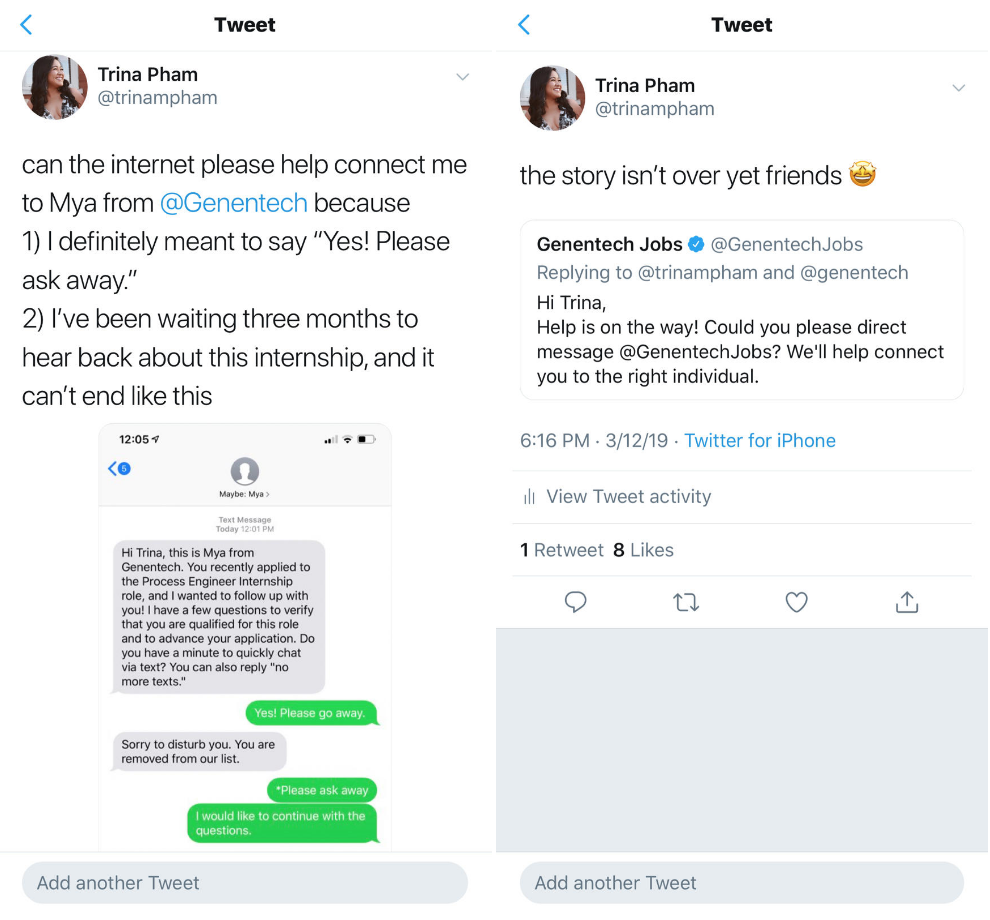 Tweet
Trina Pham
@trinampham
can the internet please help connect me
to Mya from @Genentech because
1) I definitely meant to say “Yes! Please
ask away.”
2) I’ve been waiting three months to
hear back about this internship, and it
can’t end like this
12:05
5
Maybe: Mya >
Text Message
Today 12:01 PM
Hi Trina, this is Mya from
Genentech. You recently applied to
the Process Engineer Internship
role, and I wanted to follow up with
you! I have a few questions to verify
that you are qualified for this role
and to advance your application. Do
you have a minute to quickly chat
via text? You can also reply "no
more texts."
Yes! Please go away.
Sorry to disturb you. You are
removed from our list.
*Please ask away
I would like to continue with the
questions.
Add another Tweet
Tweet
Trina Pham
@trinampham
the story isn’t over yet friends 🤩
Genentech Jobs @GenentechJobs
Replying to @trinampham and @genentech
Hi Trina,
Help is on the way! Could you please direct
message @GenentechJobs? We'll help connect
you to the right individual.
6:16 PM · 3/12/19 · Twitter for iPhone
View Tweet activity
1 Retweet 8 Likes
Add another Tweet